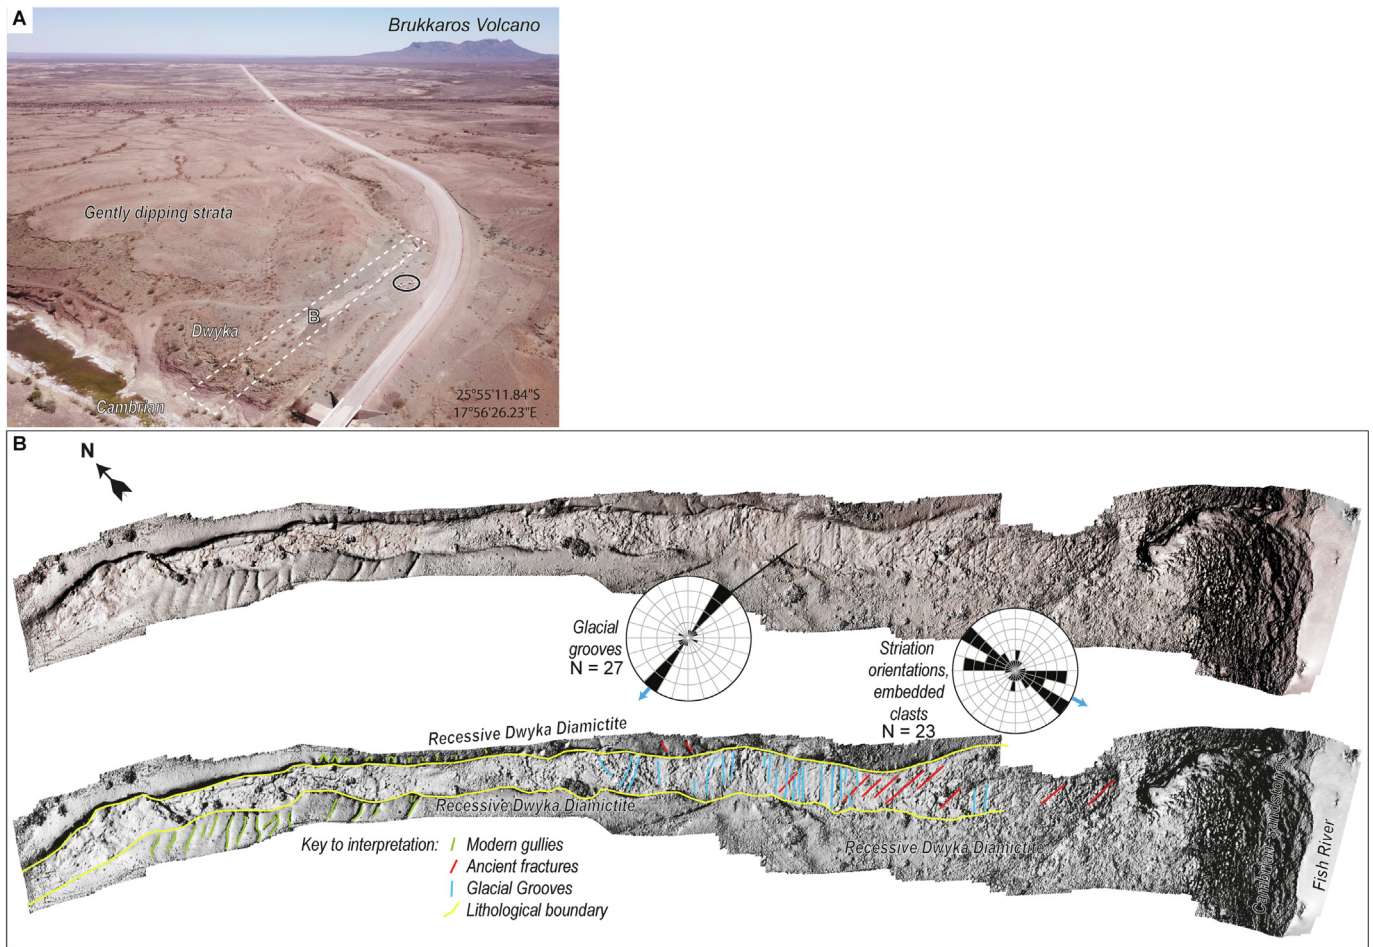 A
Brukkaros Volcano
Gently dipping strata
B
Dwyka
Cambrian
25°55'11.84"S
17°56'26.23"E
B
N
Glacial
grooves
N = 27
Striation
orientations,
embedded
clasts
N = 23
Recessive Dwyka Diamictite
Recessive Dwyka Diamictite
Recessive Dwyka Diamictite
Cambrian Sandstones
Fish River
Key to interpretation:
Modern gullies
Ancient fractures
Glacial Grooves
Lithological boundary